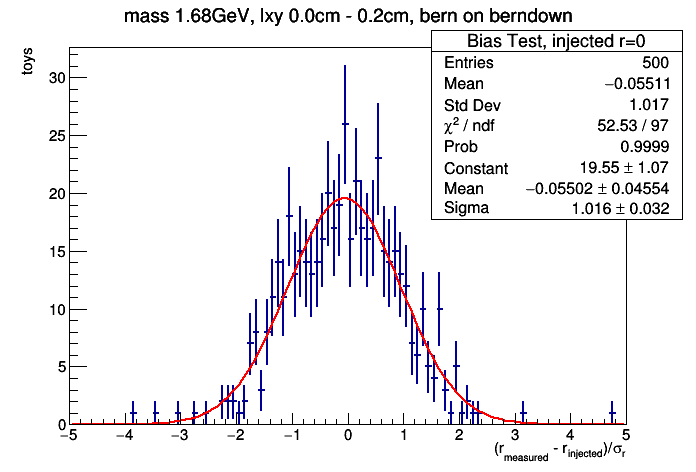 mass 1.68GeV, lxy 0.0cm - 0.2cm, bern on berndown
toys
Bias Test, injected r=0
Entries 500
Mean −0.05511
Std Dev 1.017
χ² / ndf 52.53 / 97
Prob 0.9999
Constant 19.55 ± 1.07
Mean −0.05502 ± 0.04554
Sigma 1.016 ± 0.032
30
25
20
15
10
5
0
−5 −4 −3 −2 −1 0 1 2 3 4 5
(r_measured - r_injected)/σ_r